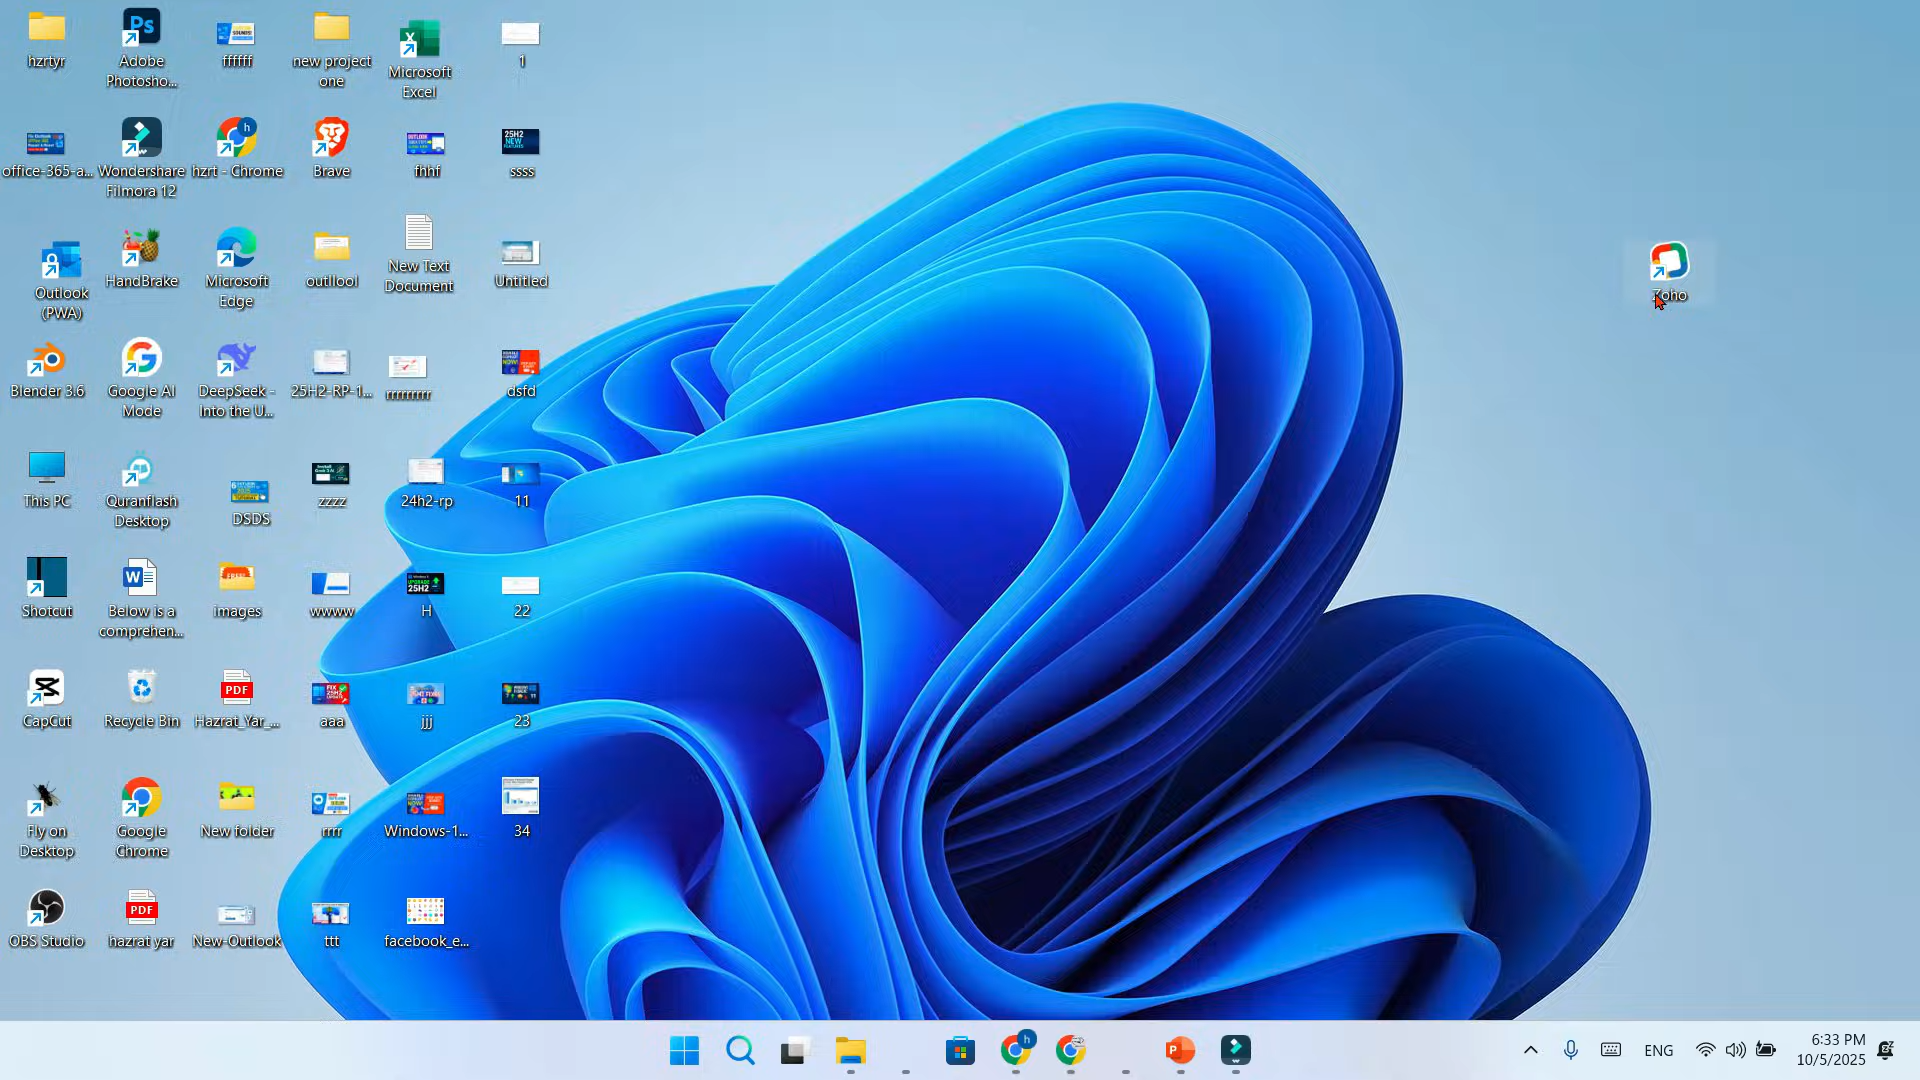 hzrtyr
Adobe
Photosho...
ffffff
new project
one
Microsoft
Excel
1
office-365-a...
Wondershare
Filmora 12
hzrt - Chrome
Brave
fhhf
ssss
Outlook
(PWA)
HandBrake
Microsoft
Edge
outllool
New Text
Document
Untitled
Zoho
Blender 3.6
Google AI
Mode
DeepSeek -
Into the U...
25H2-RP-1...
rrrrrrrrr
dsfd
This PC
Quranflash
Desktop
DSDS
zzzz
24h2-rp
11
Shotcut
Below is a
comprehen...
images
wwww
H
22
CapCut
Recycle Bin
Hazrat_Yar_...
aaa
jjj
23
Fly on
Desktop
Google
Chrome
New folder
rrrr
Windows-1...
34
OBS Studio
hazrat yar
New-Outlook
ttt
facebook_e...
ENG
6:33 PM
10/5/2025